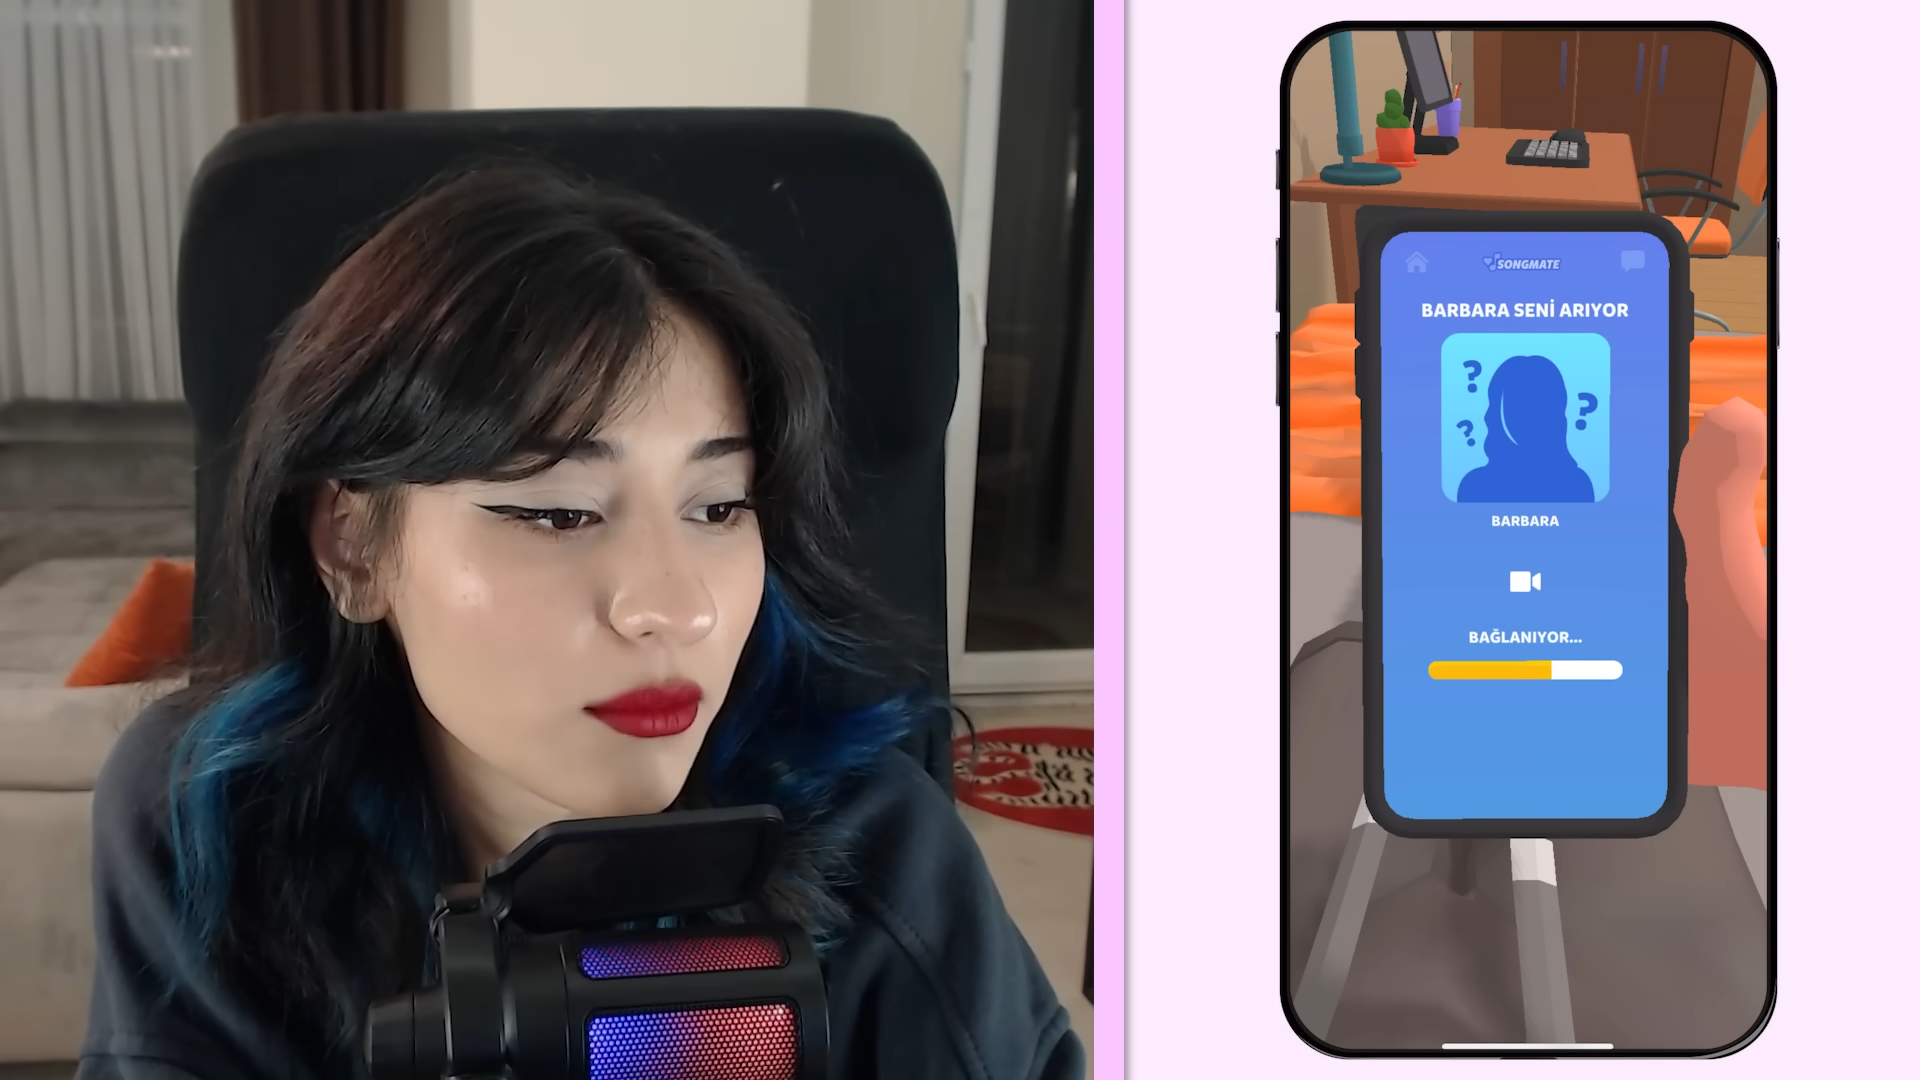 SONGMATE
BARBARA SENİ ARIYOR
? ? ?
BARBARA
BAĞLANIYOR...